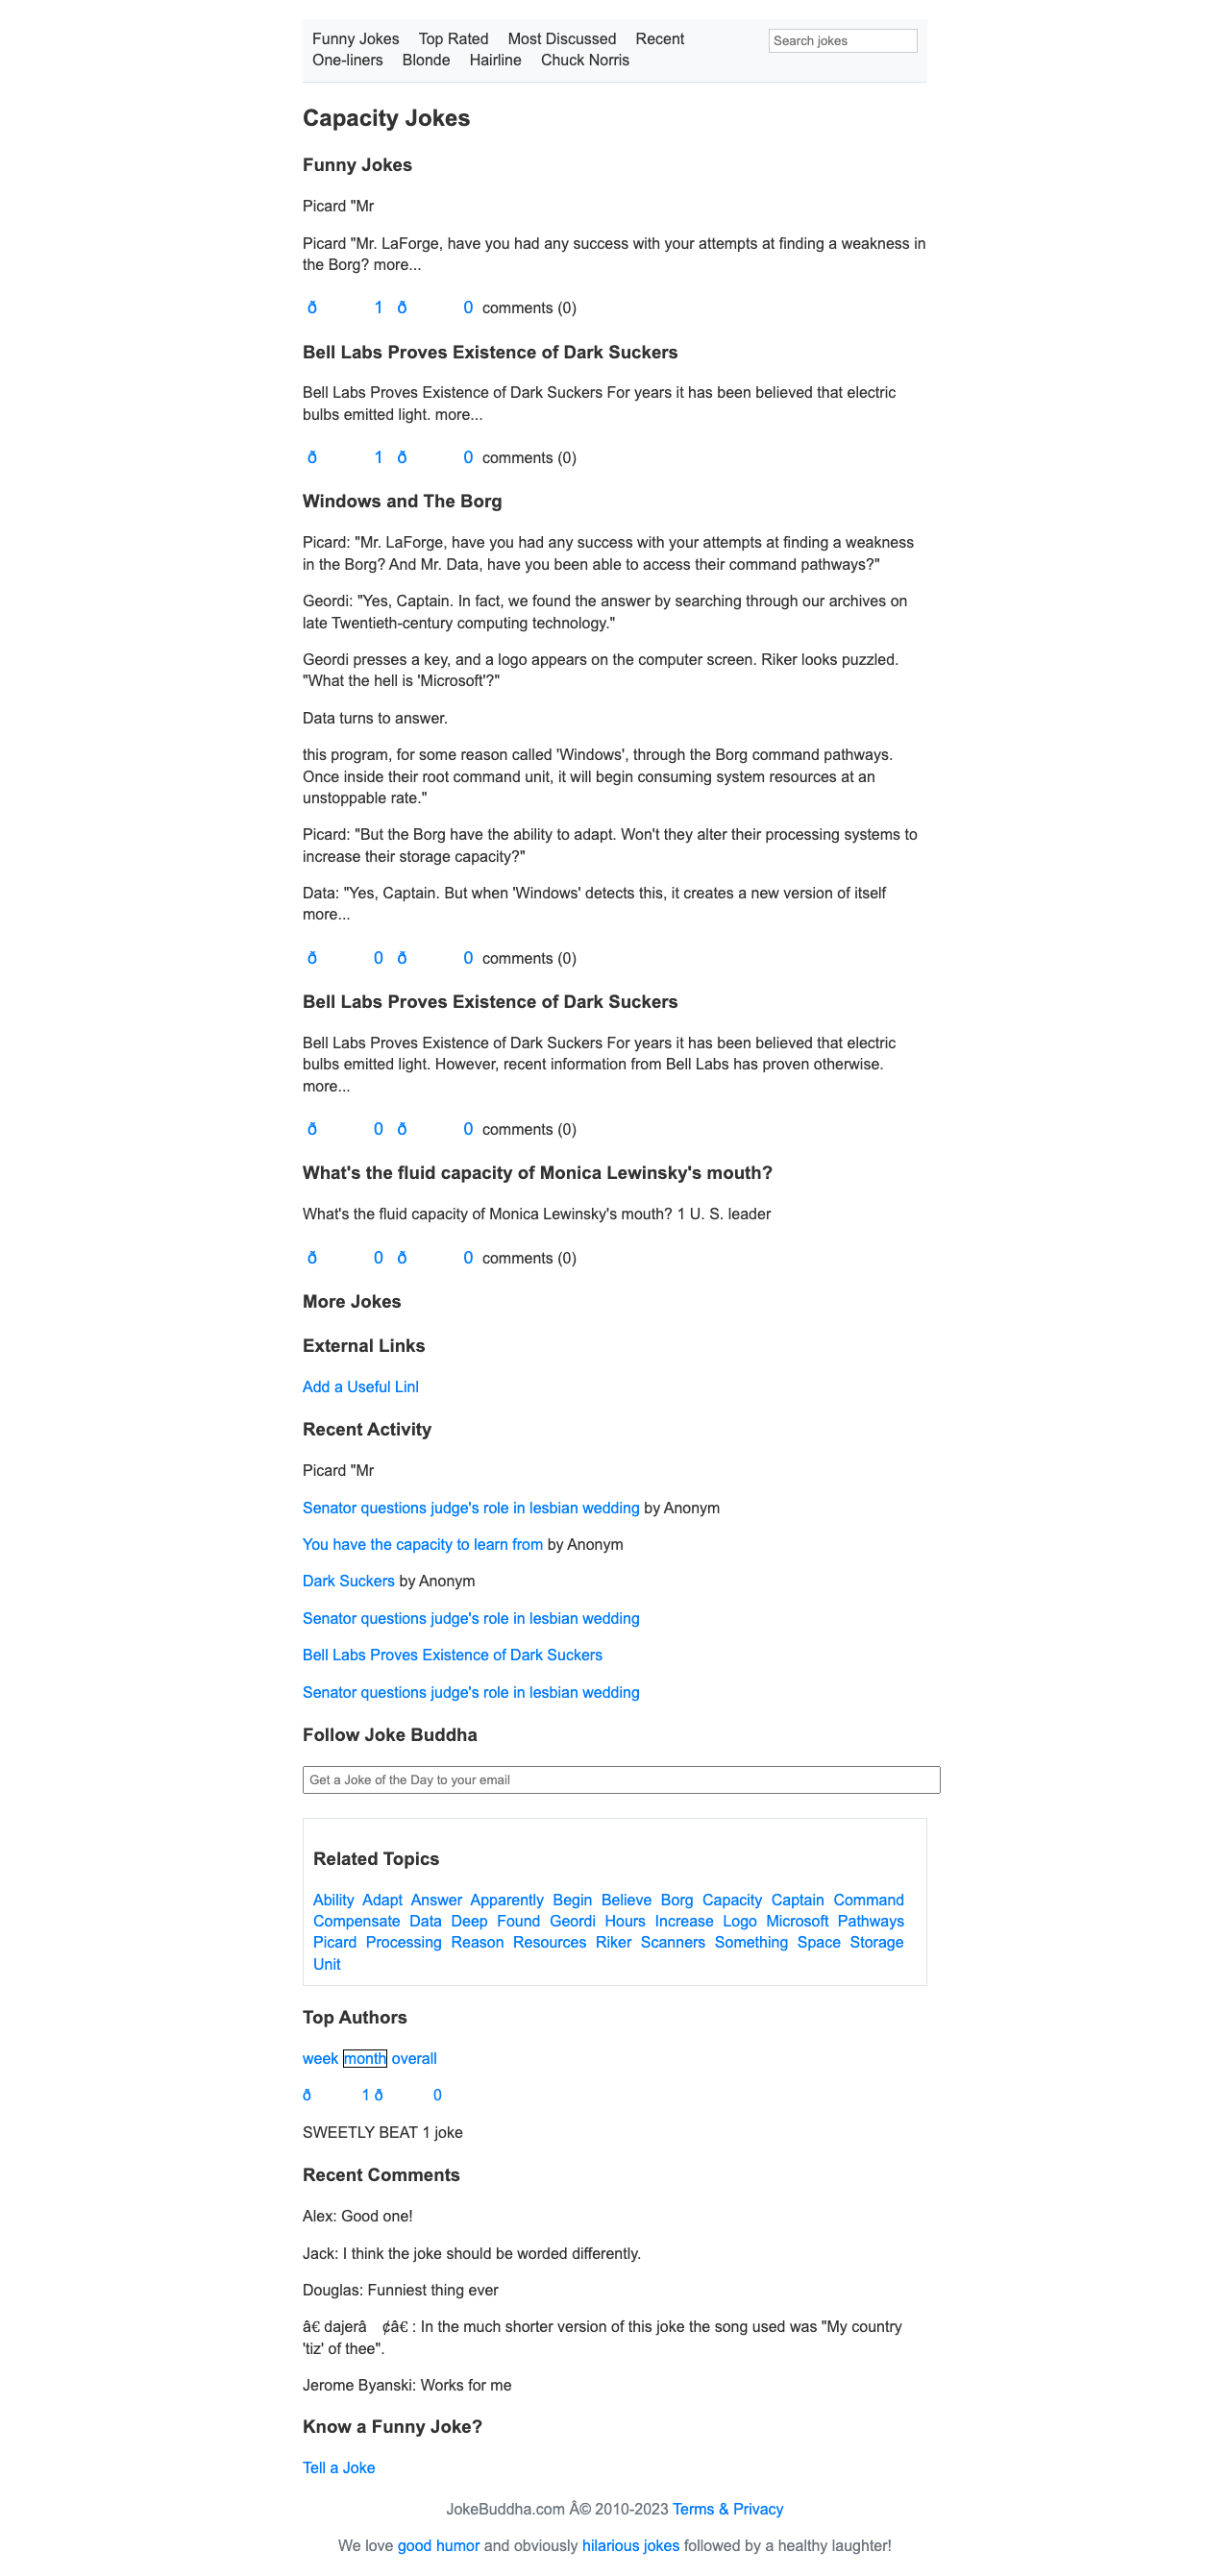 Funny Jokes Top Rated Most Discussed Recent
Search jokes
One-liners Blonde Hairline Chuck Norris
Capacity Jokes
Funny Jokes
Picard "Mr
Picard "Mr. LaForge, have you had any success with your attempts at finding a weakness in
the Borg? more...
ð 1 ð 0 comments (0)
Bell Labs Proves Existence of Dark Suckers
Bell Labs Proves Existence of Dark Suckers For years it has been believed that electric
bulbs emitted light. more...
ð 1 ð 0 comments (0)
Windows and The Borg
Picard: "Mr. LaForge, have you had any success with your attempts at finding a weakness
in the Borg? And Mr. Data, have you been able to access their command pathways?"
Geordi: "Yes, Captain. In fact, we found the answer by searching through our archives on
late Twentieth-century computing technology."
Geordi presses a key, and a logo appears on the computer screen. Riker looks puzzled.
"What the hell is 'Microsoft'?"
Data turns to answer.
this program, for some reason called 'Windows', through the Borg command pathways.
Once inside their root command unit, it will begin consuming system resources at an
unstoppable rate."
Picard: "But the Borg have the ability to adapt. Won't they alter their processing systems to
increase their storage capacity?"
Data: "Yes, Captain. But when 'Windows' detects this, it creates a new version of itself
more...
ð 0 ð 0 comments (0)
Bell Labs Proves Existence of Dark Suckers
Bell Labs Proves Existence of Dark Suckers For years it has been believed that electric
bulbs emitted light. However, recent information from Bell Labs has proven otherwise.
more...
ð 0 ð 0 comments (0)
What's the fluid capacity of Monica Lewinsky's mouth?
What's the fluid capacity of Monica Lewinsky's mouth? 1 U. S. leader
ð 0 ð 0 comments (0)
More Jokes
External Links
Add a Useful Linl
Recent Activity
Picard "Mr
Senator questions judge's role in lesbian wedding by Anonym
You have the capacity to learn from by Anonym
Dark Suckers by Anonym
Senator questions judge's role in lesbian wedding
Bell Labs Proves Existence of Dark Suckers
Senator questions judge's role in lesbian wedding
Follow Joke Buddha
Get a Joke of the Day to your email
Related Topics
Ability Adapt Answer Apparently Begin Believe Borg Capacity Captain Command
Compensate Data Deep Found Geordi Hours Increase Logo Microsoft Pathways
Picard Processing Reason Resources Riker Scanners Something Space Storage
Unit
Top Authors
week month overall
ð 1 ð 0
SWEETLY BEAT 1 joke
Recent Comments
Alex: Good one!
Jack: I think the joke should be worded differently.
Douglas: Funniest thing ever
â€ dajerâ ¢â€ : In the much shorter version of this joke the song used was "My country
'tiz' of thee".
Jerome Byanski: Works for me
Know a Funny Joke?
Tell a Joke
JokeBuddha.com Â© 2010-2023 Terms & Privacy
We love good humor and obviously hilarious jokes followed by a healthy laughter!